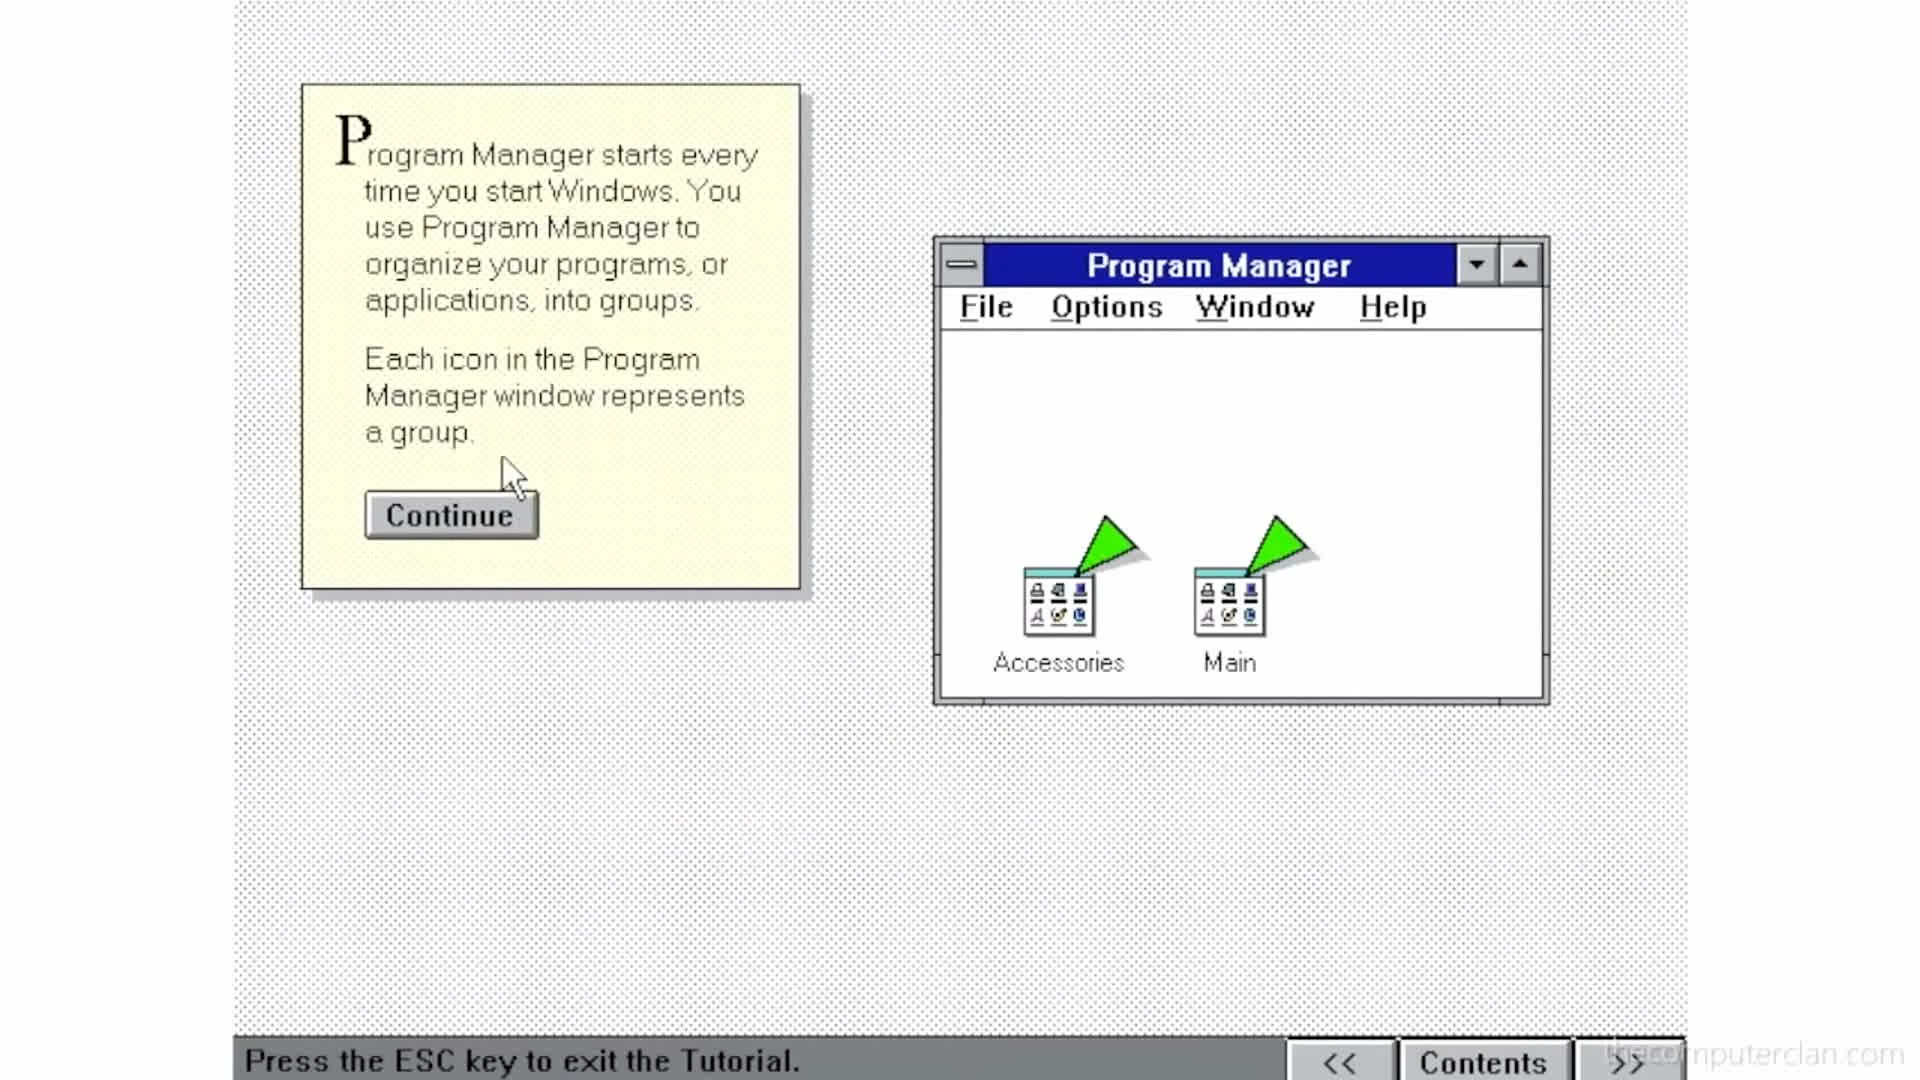 Program Manager starts every
time you start Windows. You
use Program Manager to
organize your programs, or
applications, into groups.
Each icon in the Program
Manager window represents
a group.
Continue
Program Manager
File Options Window Help
Accessories Main
Press the ESC key to exit the Tutorial.
<< Contents >>
thecomputerclan.com